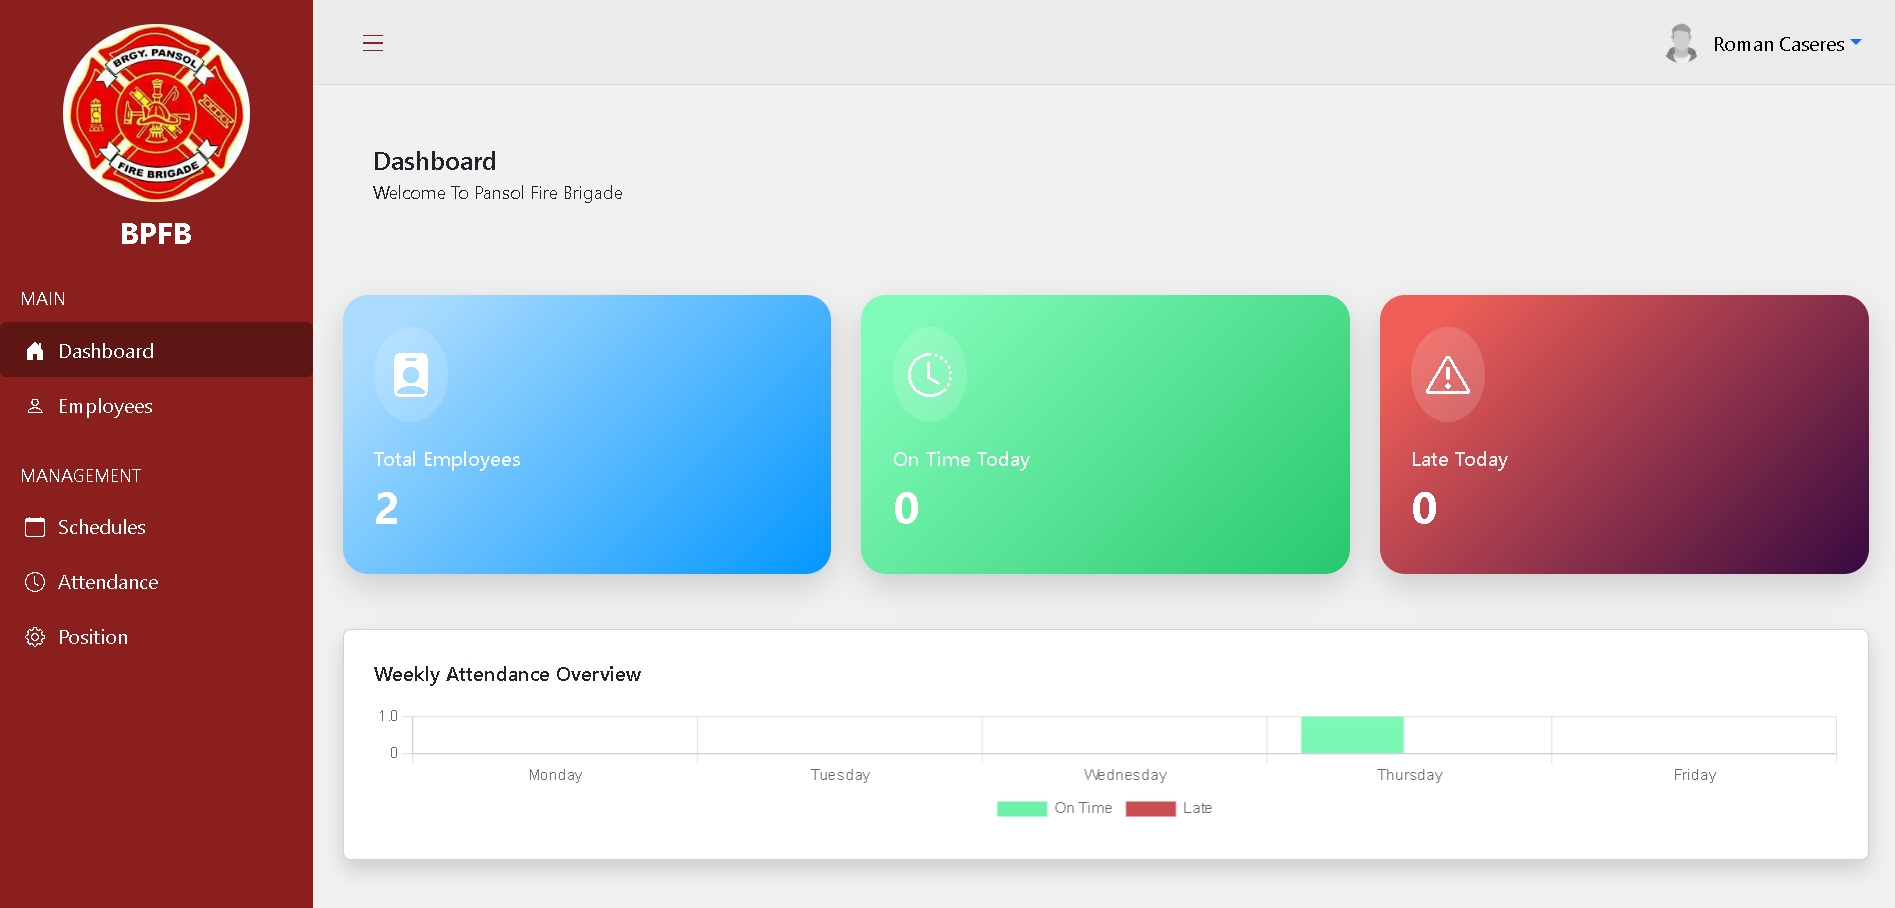 BRGY. PANSOL
FIRE BRIGADE
BPFB
MAIN
Dashboard
Employees
MANAGEMENT
Schedules
Attendance
Position
Roman Caseres
Dashboard
Welcome To Pansol Fire Brigade
Total Employees
2
On Time Today
0
Late Today
0
Weekly Attendance Overview
1.0
0
Monday Tuesday Wednesday Thursday Friday
On Time Late